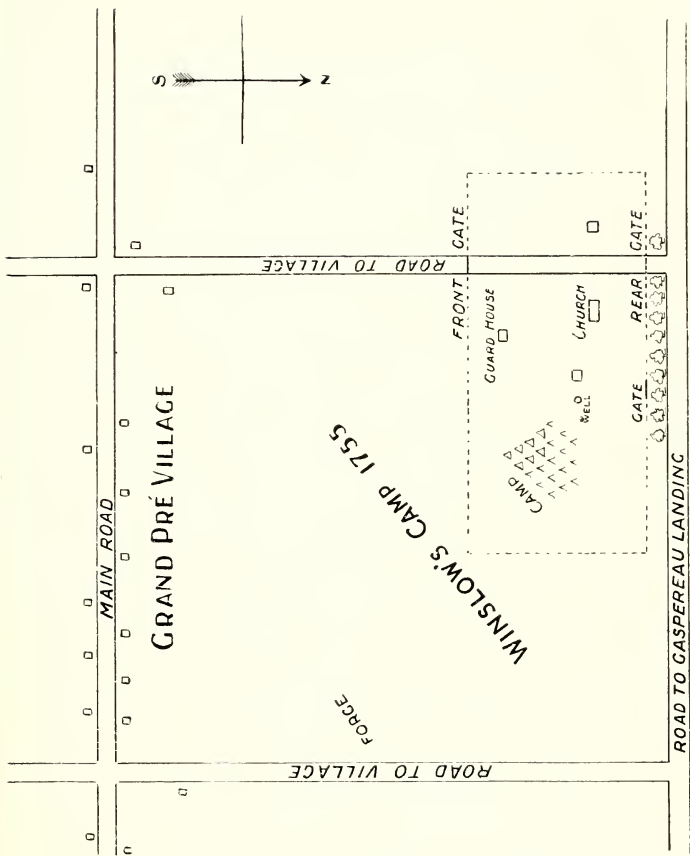 S
N
FRONT GATE
REAR GATE
ROAD TO VILLAGE
GUARD HOUSE
CHURCH
WELL
GATE
CAMP
MAIN ROAD
GRAND PRÉ VILLAGE
WINSLOW'S CAMP 1755
FORGE
ROAD TO VILLAGE
ROAD TO GASPEREAU LANDING